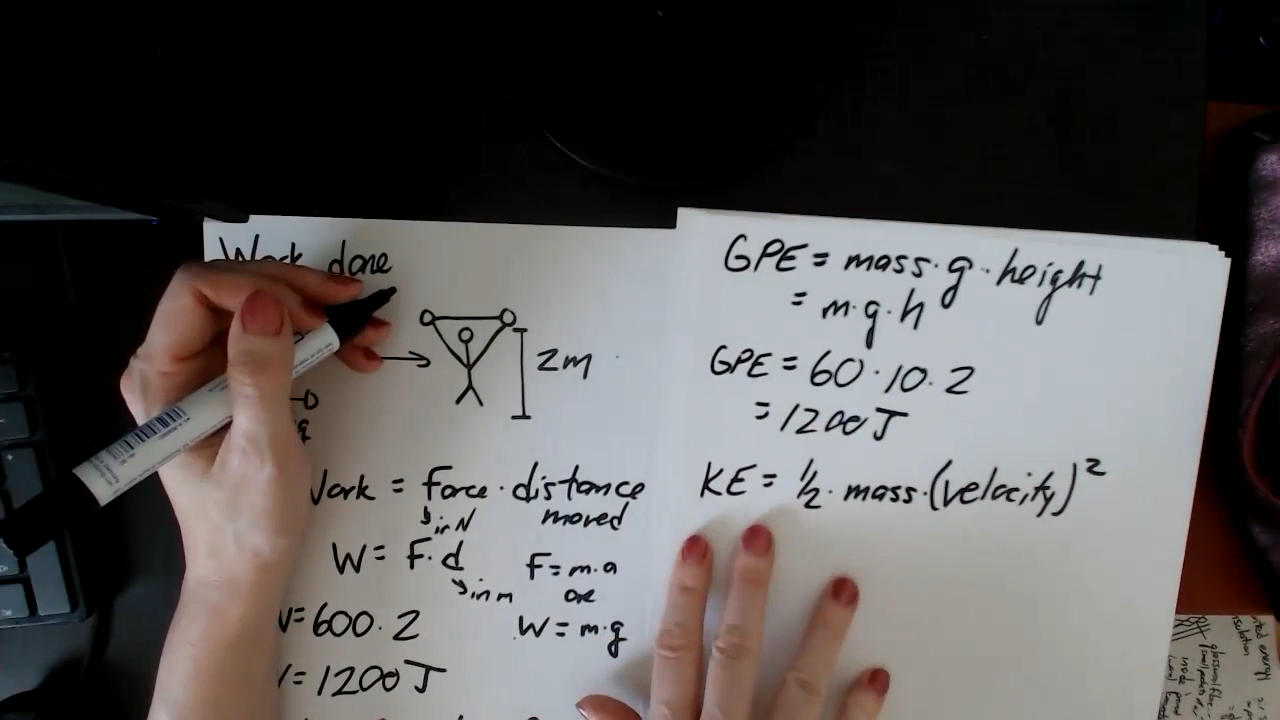 Work done
2m
Work = force · distance
moved
in N
W = F. d
in m
F = m.a
or
W = m.g
= 600. 2
= 1200 J
GPE = mass. g . height
= m.g.h
GPE = 60 . 10. 2
= 1200 J
KE = ½. mass.(velocity)²